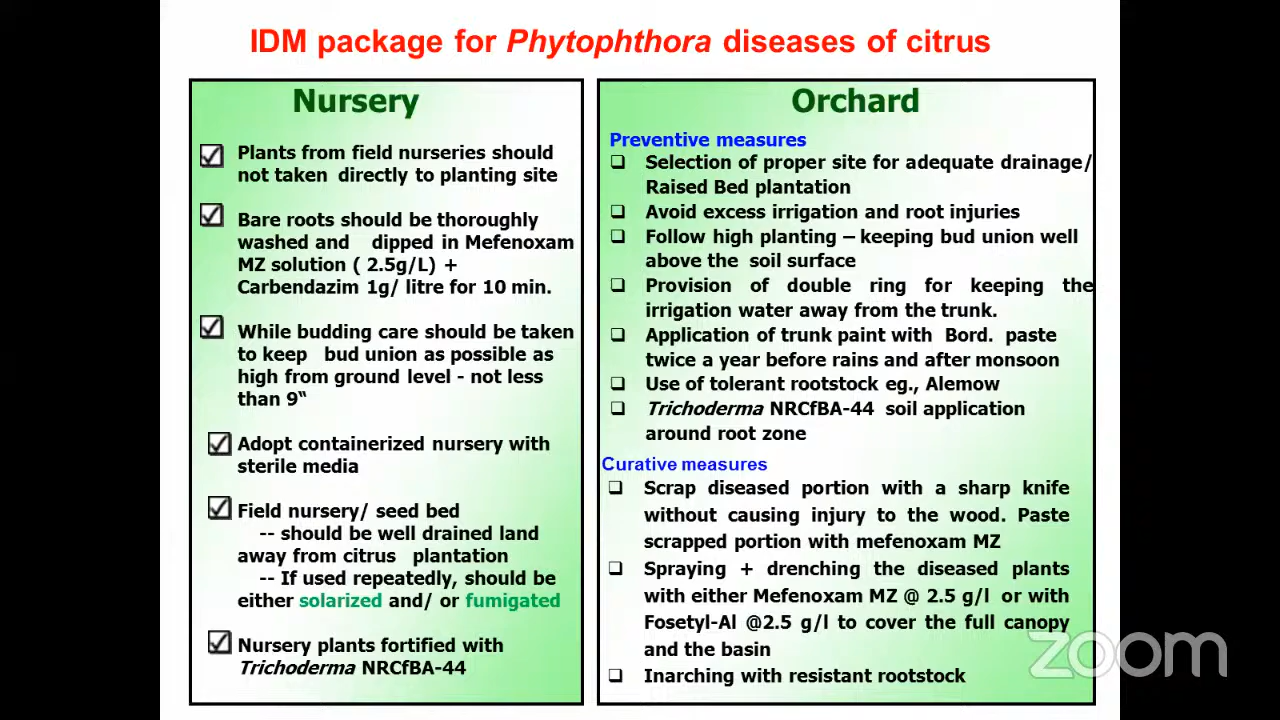 IDM package for Phytophthora diseases of citrus
Nursery
Plants from field nurseries should
not taken directly to planting site
Bare roots should be thoroughly
washed and dipped in Mefenoxam
MZ solution ( 2.5g/L) +
Carbendazim 1g/ litre for 10 min.
While budding care should be taken
to keep bud union as possible as
high from ground level - not less
than 9"
Adopt containerized nursery with
sterile media
Field nursery/ seed bed
-- should be well drained land
away from citrus plantation
-- If used repeatedly, should be
either solarized and/ or fumigated
Nursery plants fortified with
Trichoderma NRCfBA-44
Orchard
Preventive measures
Selection of proper site for adequate drainage/
Raised Bed plantation
Avoid excess irrigation and root injuries
Follow high planting – keeping bud union well
above the soil surface
Provision of double ring for keeping the
irrigation water away from the trunk.
Application of trunk paint with Bord. paste
twice a year before rains and after monsoon
Use of tolerant rootstock eg., Alemow
Trichoderma NRCfBA-44 soil application
around root zone
Curative measures
Scrap diseased portion with a sharp knife
without causing injury to the wood. Paste
scrapped portion with mefenoxam MZ
Spraying + drenching the diseased plants
with either Mefenoxam MZ @ 2.5 g/l or with
Fosetyl-Al @2.5 g/l to cover the full canopy
and the basin
Inarching with resistant rootstock
zoom